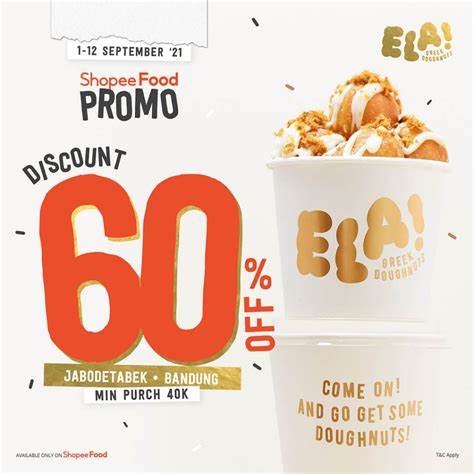 1-12 SEPTEMBER '21
ShopeeFood
PROMO
DISCOUNT
60
% OFF
JABODETABEK • BANDUNG
MIN PURCH 40K
ELA!
GREEK
DOUGHNUTS
ELA!
GREEK
DOUGHNUTS
COME ON!
AND GO GET SOME
DOUGHNUTS!
AVAILABLE ONLY ON ShopeeFood
T&C Apply